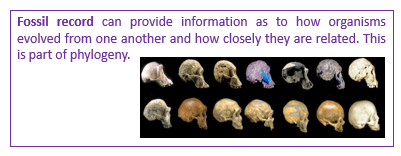 Fossil record can provide information as to how organisms
evolved from one another and how closely they are related. This
is part of phylogeny.